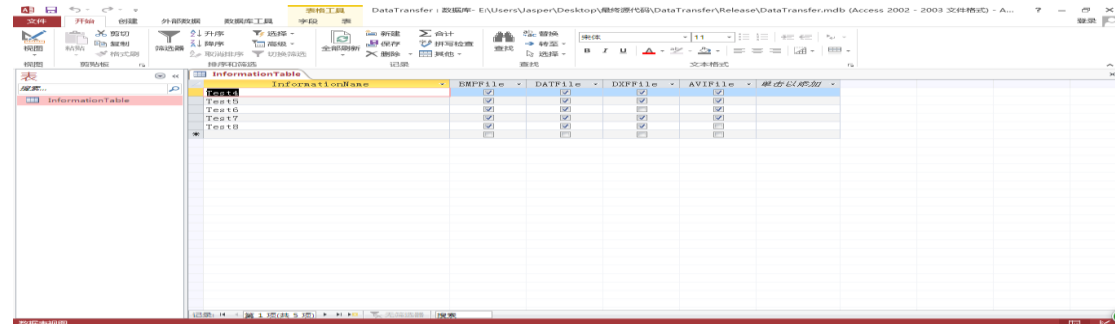 表格工具 DataTransfer : 数据库- E:\Users\Jasper\Desktop\最终源代码\DataTransfer\Release\DataTransfer.mdb (Access 2002 - 2003 文件格式) - A... ?
文件 开始 创建 外部数据 数据库工具 字段 表 登录
视图 粘贴 剪切 复制 格式刷 筛选器 升序 降序 取消排序 选择 高级 切换筛选 全部刷新 新建 保存 删除 合计 拼写检查 其他 查找 替换 转至 选择 宋体 11 B I U A
视图 剪贴板 排序和筛选 记录 查找 文本格式
表 InformationTable
搜索... InformationName BMPFile DATFile DXFFile AVIFile 单击以添加
InformationTable Test4
Test5
Test6
Test7
Test8
记录: 第 1 项(共 5 项) 无筛选器 搜索
数据表视图